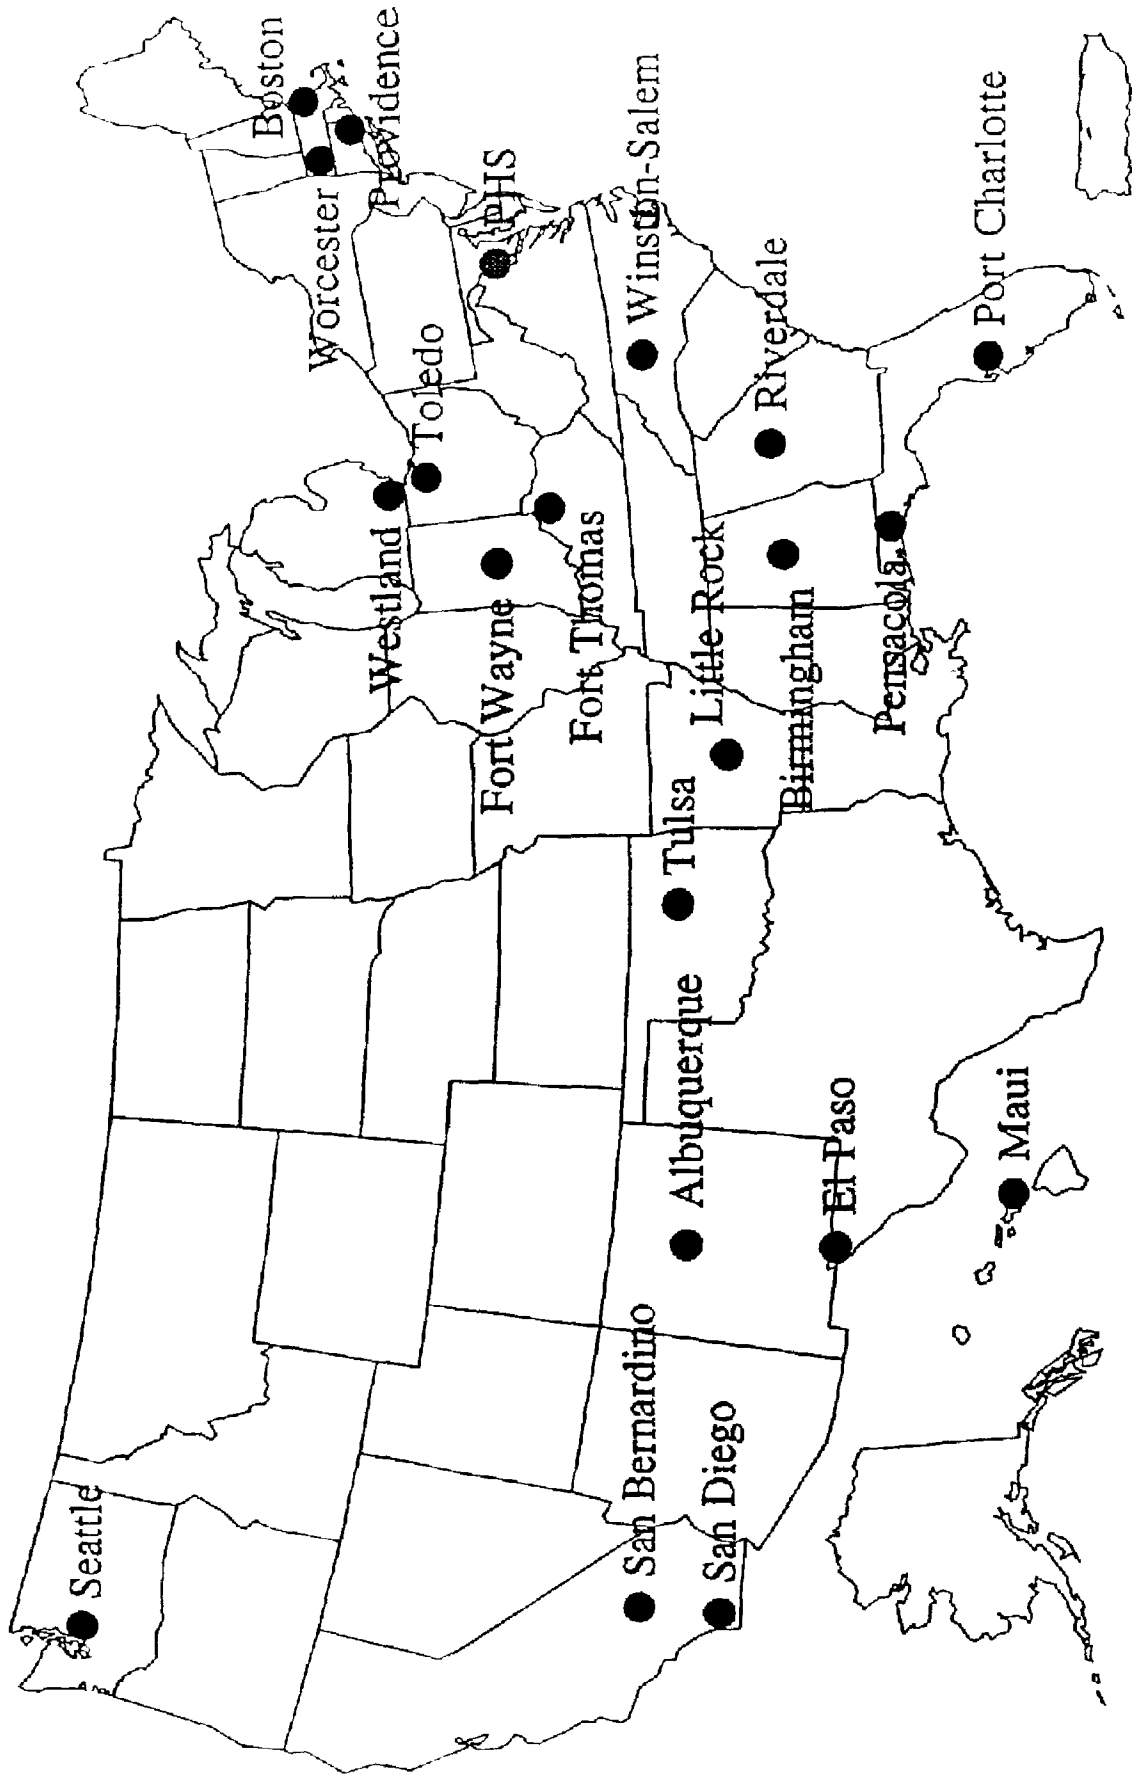 Seattle
Boston
Worcester
Providence
Westland
Toledo
PHS
Fort Wayne
Fort Thomas
San Bernardino
Winston-Salem
Albuquerque
Tulsa
Little Rock
San Diego
Riverdale
Birmingham
El Paso
Pensacola
Port Charlotte
Maui